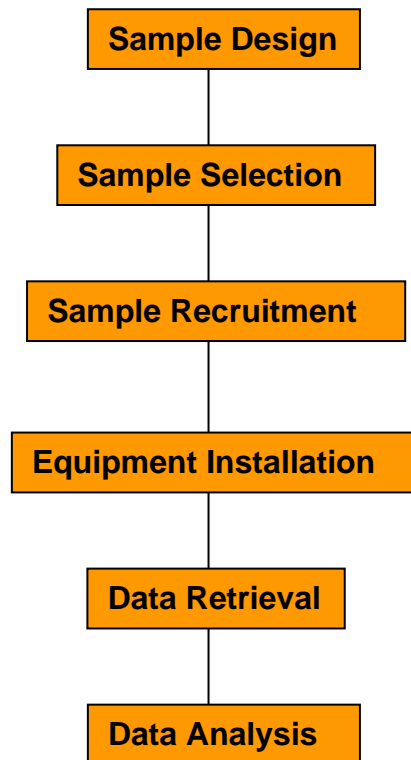 Sample Design
Sample Selection
Sample Recruitment
Equipment Installation
Data Retrieval
Data Analysis